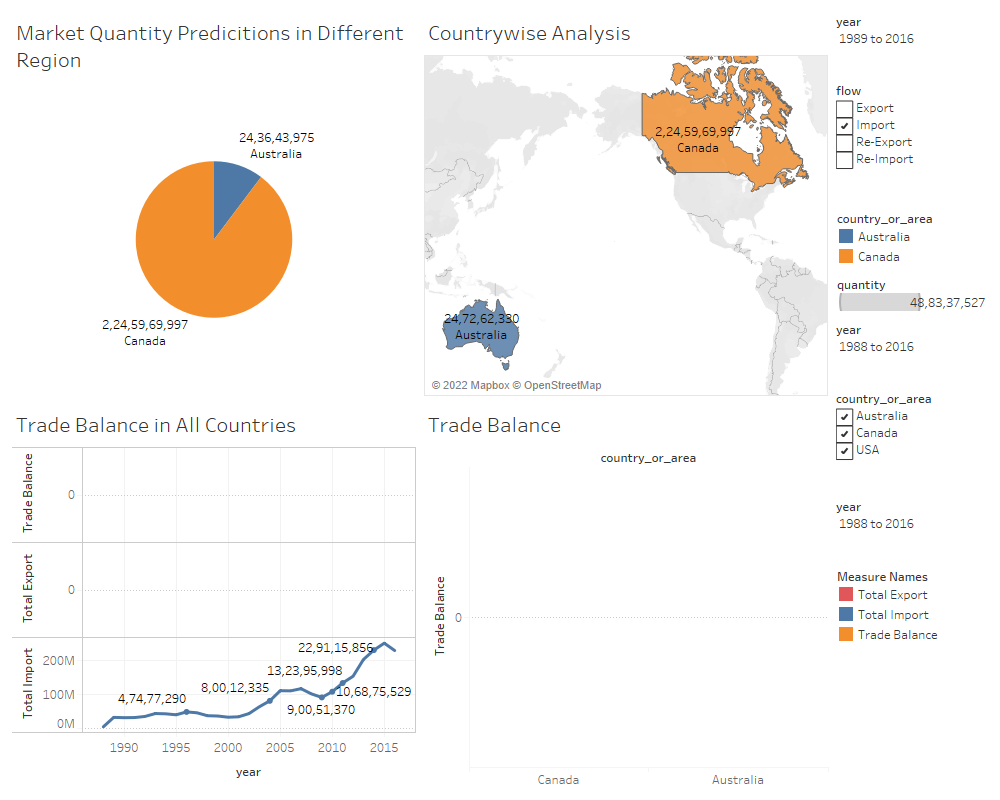 Market Quantity Predicitions in Different
Region
24,36,43,975
Australia
2,24,59,69,997
Canada
Countrywise Analysis
2,24,59,69,997
Canada
24,72,62,330
Australia
© 2022 Mapbox © OpenStreetMap
year
1989 to 2016
flow
Export
Import
Re-Export
Re-Import
country_or_area
Australia
Canada
quantity
48,83,37,527
year
1988 to 2016
country_or_area
Australia
Canada
USA
year
1988 to 2016
Measure Names
Total Export
Total Import
Trade Balance
Trade Balance in All Countries
Trade Balance
0
Total Export
0
Total Import
200M
100M
0M
4,74,77,290
8,00,12,335
22,91,15,856
13,23,95,998
10,68,75,529
9,00,51,370
1990
1995
2000
2005
2010
2015
year
Trade Balance
country_or_area
Trade Balance
0
Canada
Australia